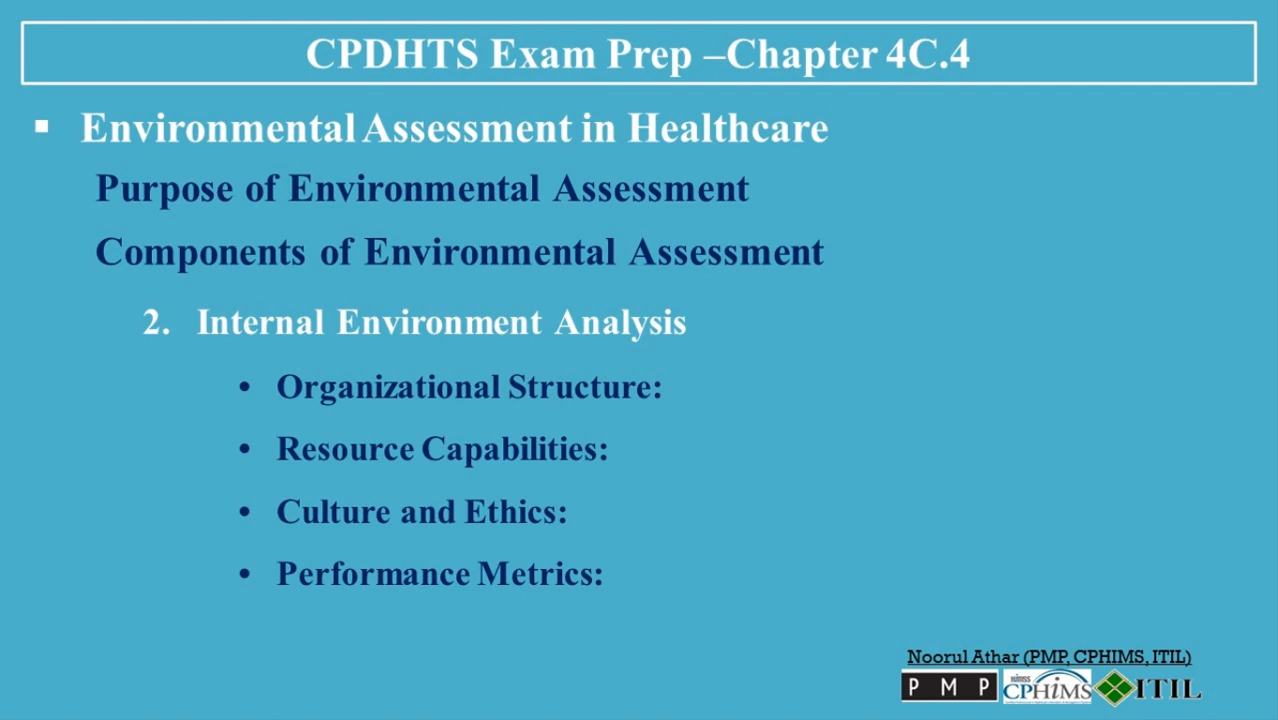 CPDHTS Exam Prep –Chapter 4C.4
▪ Environmental Assessment in Healthcare
Purpose of Environmental Assessment
Components of Environmental Assessment
2. Internal Environment Analysis
• Organizational Structure:
• Resource Capabilities:
• Culture and Ethics:
• Performance Metrics:
Noorul Athar (PMP, CPHIMS, ITIL)
PMP
HIMSS
CPHIMS
ITIL